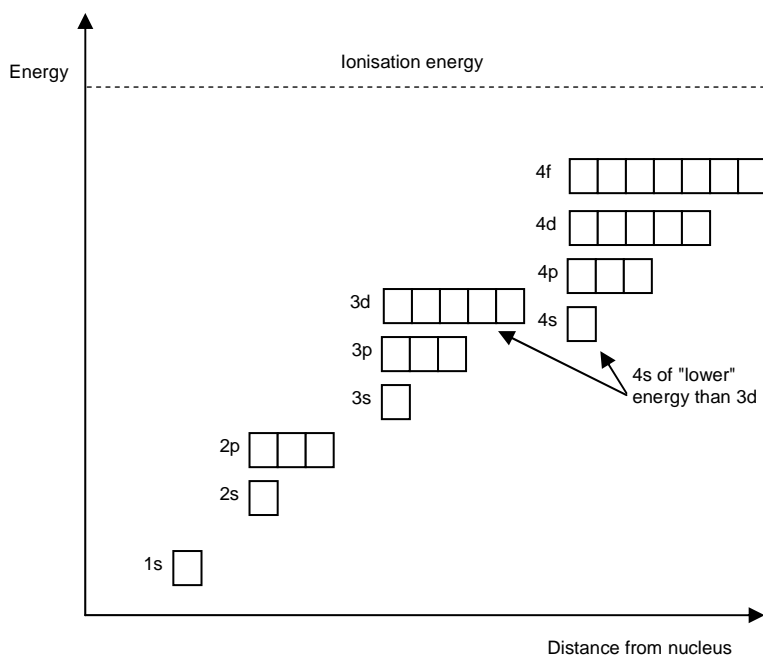 Energy
Ionisation energy
4f
4d
4p
3d
4s
3p
4s of "lower"
energy than 3d
3s
2p
2s
1s
Distance from nucleus